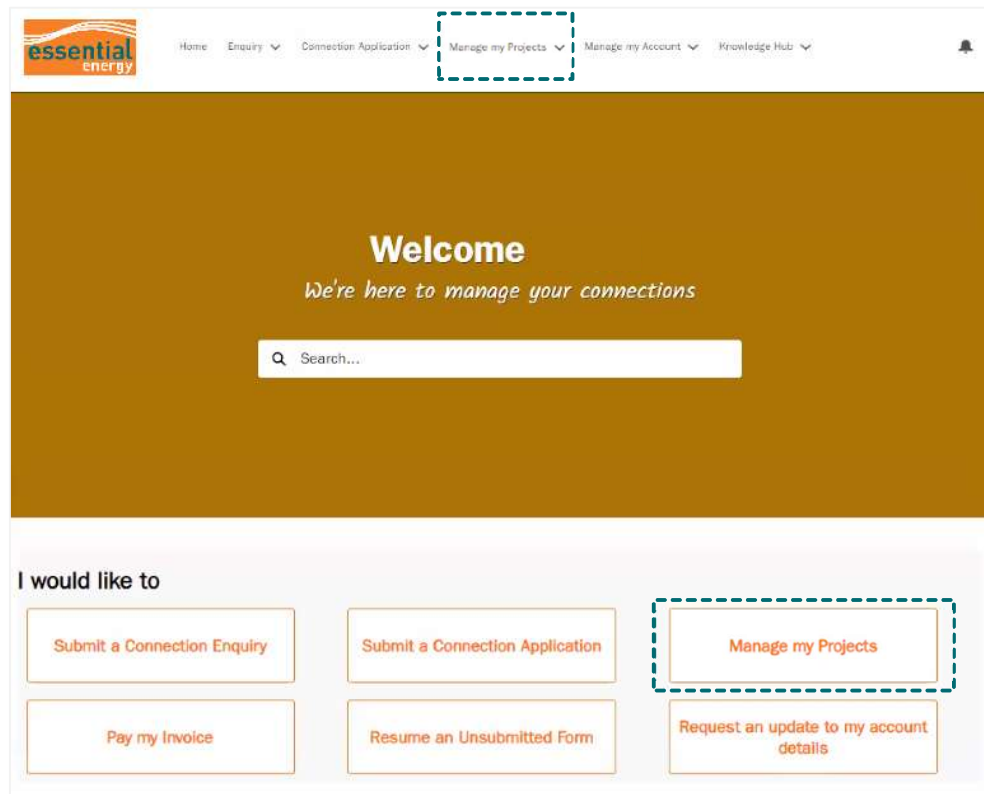 essential
energy
Home Enquiry Connection Application Manage my Projects Manage my Account Knowledge Hub
Welcome
We're here to manage your connections
Search...
I would like to
Submit a Connection Enquiry Submit a Connection Application Manage my Projects
Pay my Invoice Resume an Unsubmitted Form Request an update to my account
details